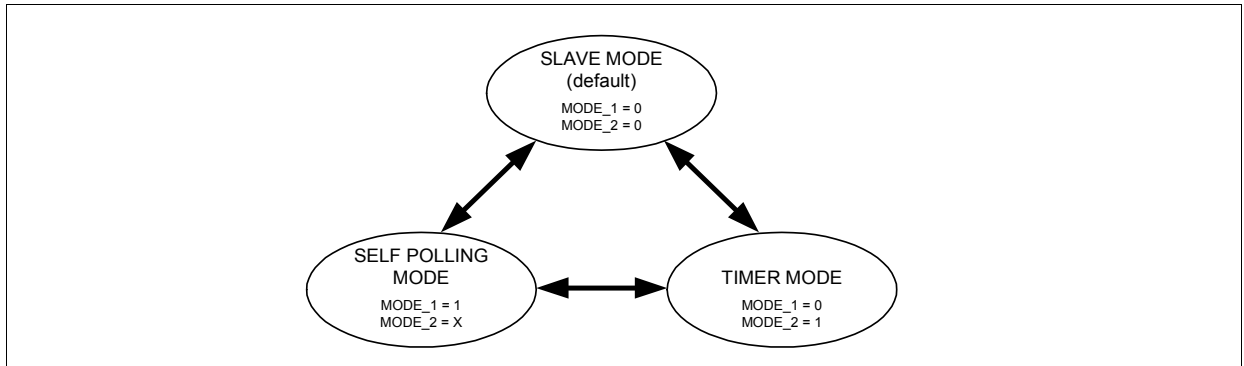 SLAVE MODE
(default)
MODE_1 = 0
MODE_2 = 0
SELF POLLING
MODE
MODE_1 = 1
MODE_2 = X
TIMER MODE
MODE_1 = 0
MODE_2 = 1